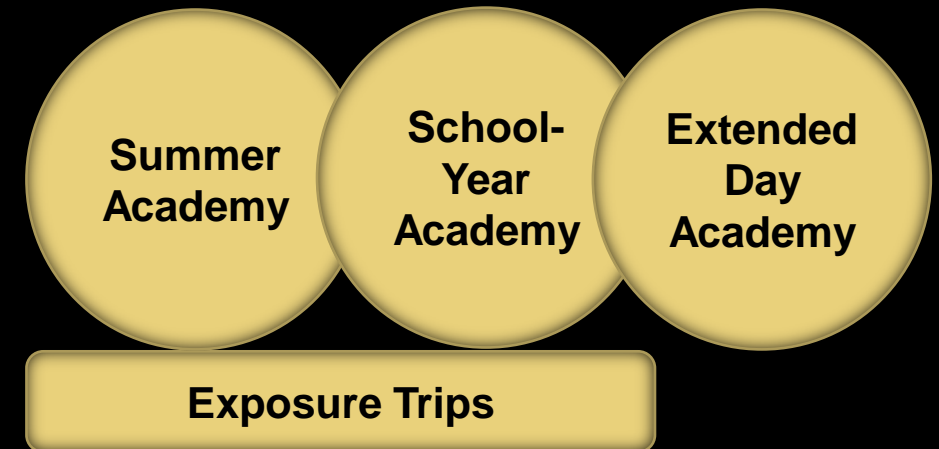 Summer
Academy
School-
Year
Academy
Extended
Day
Academy
Exposure Trips